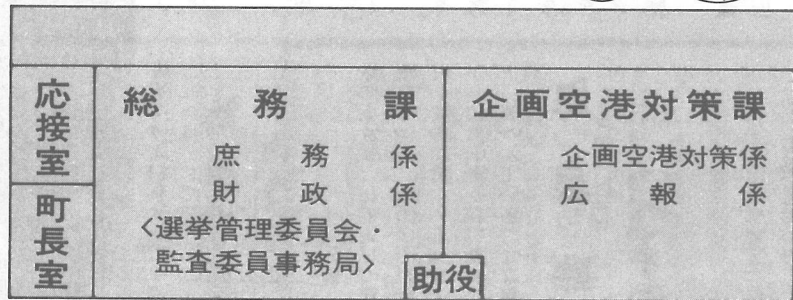 応接室
町長室
総務課
庶務係
財政係
<選挙管理委員会・
監査委員事務局>
助役
企画空港対策課
企画空港対策係
広報係